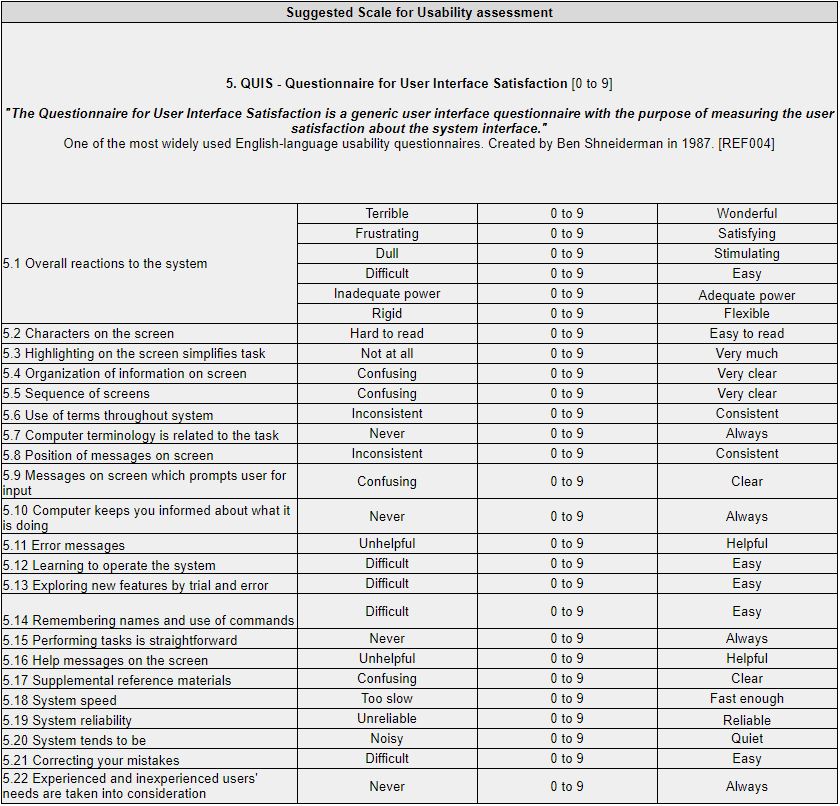 Suggested Scale for Usability assessment
5. QUIS - Questionnaire for User Interface Satisfaction [0 to 9]
"The Questionnaire for User Interface Satisfaction is a generic user interface questionnaire with the purpose of measuring the user
satisfaction about the system interface."
One of the most widely used English-language usability questionnaires. Created by Ben Shneiderman in 1987. [REF004]
5.1 Overall reactions to the system
Terrible 0 to 9 Wonderful
Frustrating 0 to 9 Satisfying
Dull 0 to 9 Stimulating
Difficult 0 to 9 Easy
Inadequate power 0 to 9 Adequate power
Rigid 0 to 9 Flexible
5.2 Characters on the screen Hard to read 0 to 9 Easy to read
5.3 Highlighting on the screen simplifies task Not at all 0 to 9 Very much
5.4 Organization of information on screen Confusing 0 to 9 Very clear
5.5 Sequence of screens Confusing 0 to 9 Very clear
5.6 Use of terms throughout system Inconsistent 0 to 9 Consistent
5.7 Computer terminology is related to the task Never 0 to 9 Always
5.8 Position of messages on screen Inconsistent 0 to 9 Consistent
5.9 Messages on screen which prompts user for
input Confusing 0 to 9 Clear
5.10 Computer keeps you informed about what it
is doing Never 0 to 9 Always
5.11 Error messages Unhelpful 0 to 9 Helpful
5.12 Learning to operate the system Difficult 0 to 9 Easy
5.13 Exploring new features by trial and error Difficult 0 to 9 Easy
5.14 Remembering names and use of commands Difficult 0 to 9 Easy
5.15 Performing tasks is straightforward Never 0 to 9 Always
5.16 Help messages on the screen Unhelpful 0 to 9 Helpful
5.17 Supplemental reference materials Confusing 0 to 9 Clear
5.18 System speed Too slow 0 to 9 Fast enough
5.19 System reliability Unreliable 0 to 9 Reliable
5.20 System tends to be Noisy 0 to 9 Quiet
5.21 Correcting your mistakes Difficult 0 to 9 Easy
5.22 Experienced and inexperienced users'
needs are taken into consideration Never 0 to 9 Always